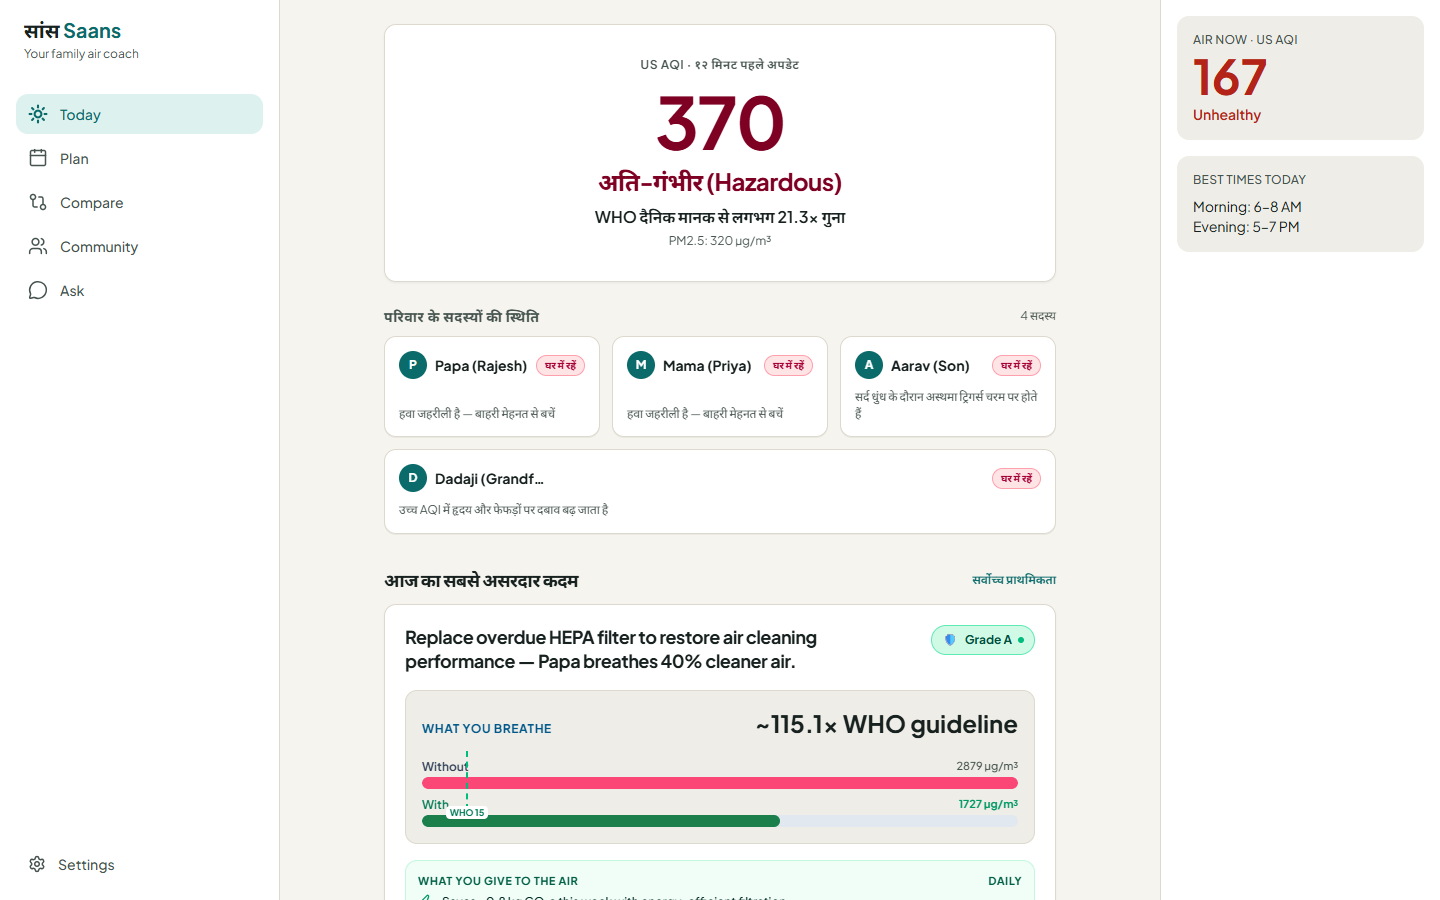 सांस Saans
Your family air coach
Today
Plan
Compare
Community
Ask
Settings
US AQI · १२ मिनट पहले अपडेट
370
अति-गंभीर (Hazardous)
WHO दैनिक मानक से लगभग 21.3× गुना
PM2.5: 320 µg/m³
परिवार के सदस्यों की स्थिति
4 सदस्य
P Papa (Rajesh) घर में रहें
हवा जहरीली है — बाहरी मेहनत से बचें
M Mama (Priya) घर में रहें
हवा जहरीली है — बाहरी मेहनत से बचें
A Aarav (Son) घर में रहें
सर्द धुंध के दौरान अस्थमा ट्रिगर्स चरम पर होते
हैं
D Dadaji (Grandf... घर में रहें
उच्च AQI में हृदय और फेफड़ों पर दबाव बढ़ जाता है
आज का सबसे असरदार कदम
सर्वोच्च प्राथमिकता
Replace overdue HEPA filter to restore air cleaning
performance — Papa breathes 40% cleaner air.
Grade A
WHAT YOU BREATHE
~115.1× WHO guideline
Without
2879 µg/m³
With
1727 µg/m³
WHO 15
WHAT YOU GIVE TO THE AIR
DAILY
AIR NOW · US AQI
167
Unhealthy
BEST TIMES TODAY
Morning: 6–8 AM
Evening: 5–7 PM